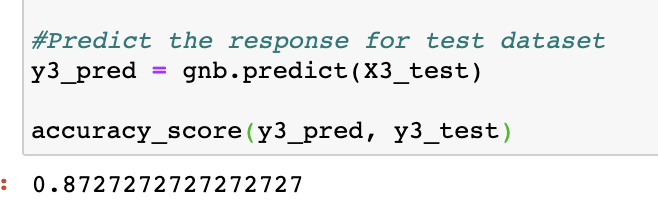 #Predict the response for test dataset
y3_pred = gnb.predict(X3_test)
accuracy_score(y3_pred, y3_test)
: 0.8727272727272727